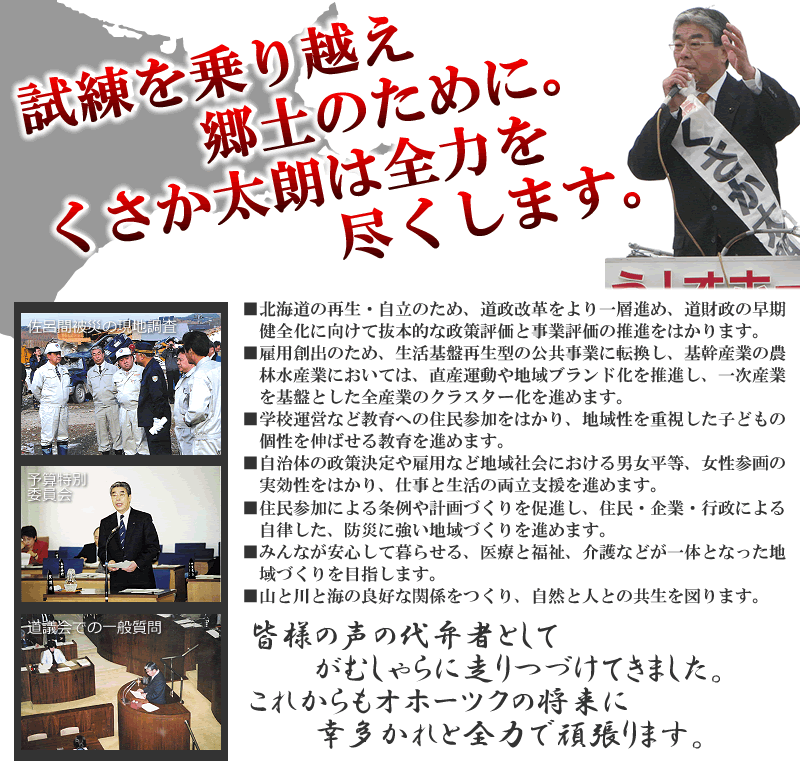 試練を乗り越え
郷土のために。
くさか太朗は全力を
尽くします。
佐呂間被災の現地調査
予算特別
委員会
道議会での一般質問
■北海道の再生・自立のため、道政改革をより一層進め、道財政の早期
健全化に向けて抜本的な政策評価と事業評価の推進をはかります。
■雇用創出のため、生活基盤再生型の公共事業に転換し、基幹産業の農
林水産業においては、直産運動や地域ブランド化を推進し、一次産業
を基盤とした全産業のクラスター化を進めます。
■学校運営など教育への住民参加をはかり、地域性を重視した子どもの
個性を伸ばせる教育を進めます。
■自治体の政策決定や雇用など地域社会における男女平等、女性参画の
実効性をはかり、仕事と生活の両立支援を進めます。
■住民参加による条例や計画づくりを促進し、住民・企業・行政による
自律した、防災に強い地域づくりを進めます。
■みんなが安心して暮らせる、医療と福祉、介護などが一体となった地
域づくりを目指します。
■山と川と海の良好な関係をつくり、自然と人との共生を図ります。
皆様の声の代弁者として
がむしゃらに走りつづけてきました。
これからもオホーツクの将来に
幸多かれと全力で頑張ります。